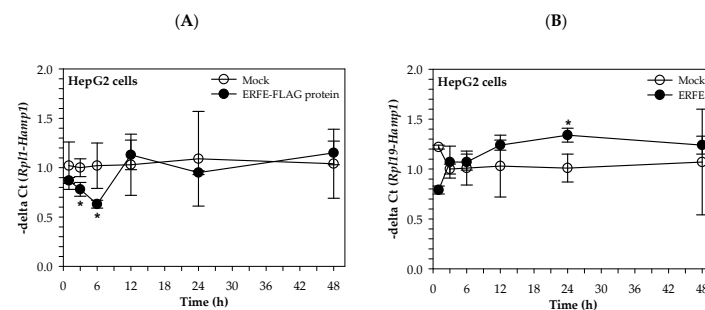 (A)
(B)
HepG2 cells
Mock
ERFE-FLAG protein
-delta Ct (Rpl1-Hamp1)
2.0
1.5
1.0
0.5
0.0
0 6 12 18 24 30 36 42 48
Time (h)
*
*
HepG2 cells
Mock
ERFE
-delta Ct (Rpl19-Hamp1)
2.0
1.5
1.0
0.5
0.0
0 6 12 18 24 30 36 42 48
Time (h)
*